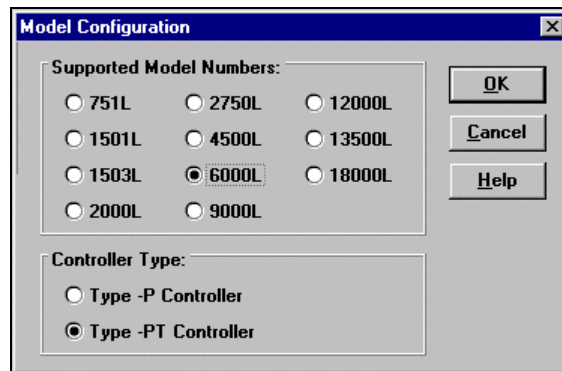 Model Configuration
Supported Model Numbers:
751L 2750L 12000L
1501L 4500L 13500L
1503L 6000L 18000L
2000L 9000L
OK
Cancel
Help
Controller Type:
Type -P Controller
Type -PT Controller